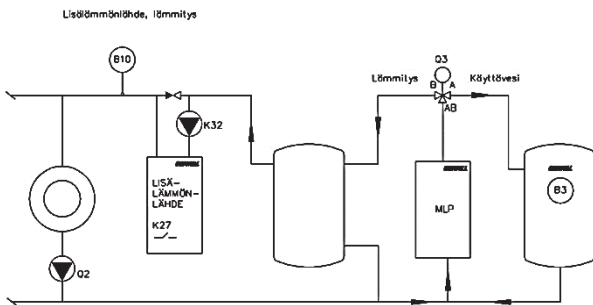 Lisälämmönlähde, lämmitys
B10
K32
LISÄ-
LÄMMÖN-
LÄHDE
K27
Q2
Q3
B A
AB
Lämmitys
Käyttövesi
MLP
B3